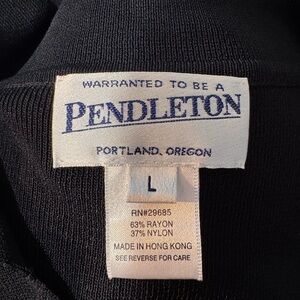 WARRANTED TO BE A
PENDLETON
PORTLAND, OREGON
L
RN#29685
63% RAYON
37% NYLON
MADE IN HONG KONG
SEE REVERSE FOR CARE